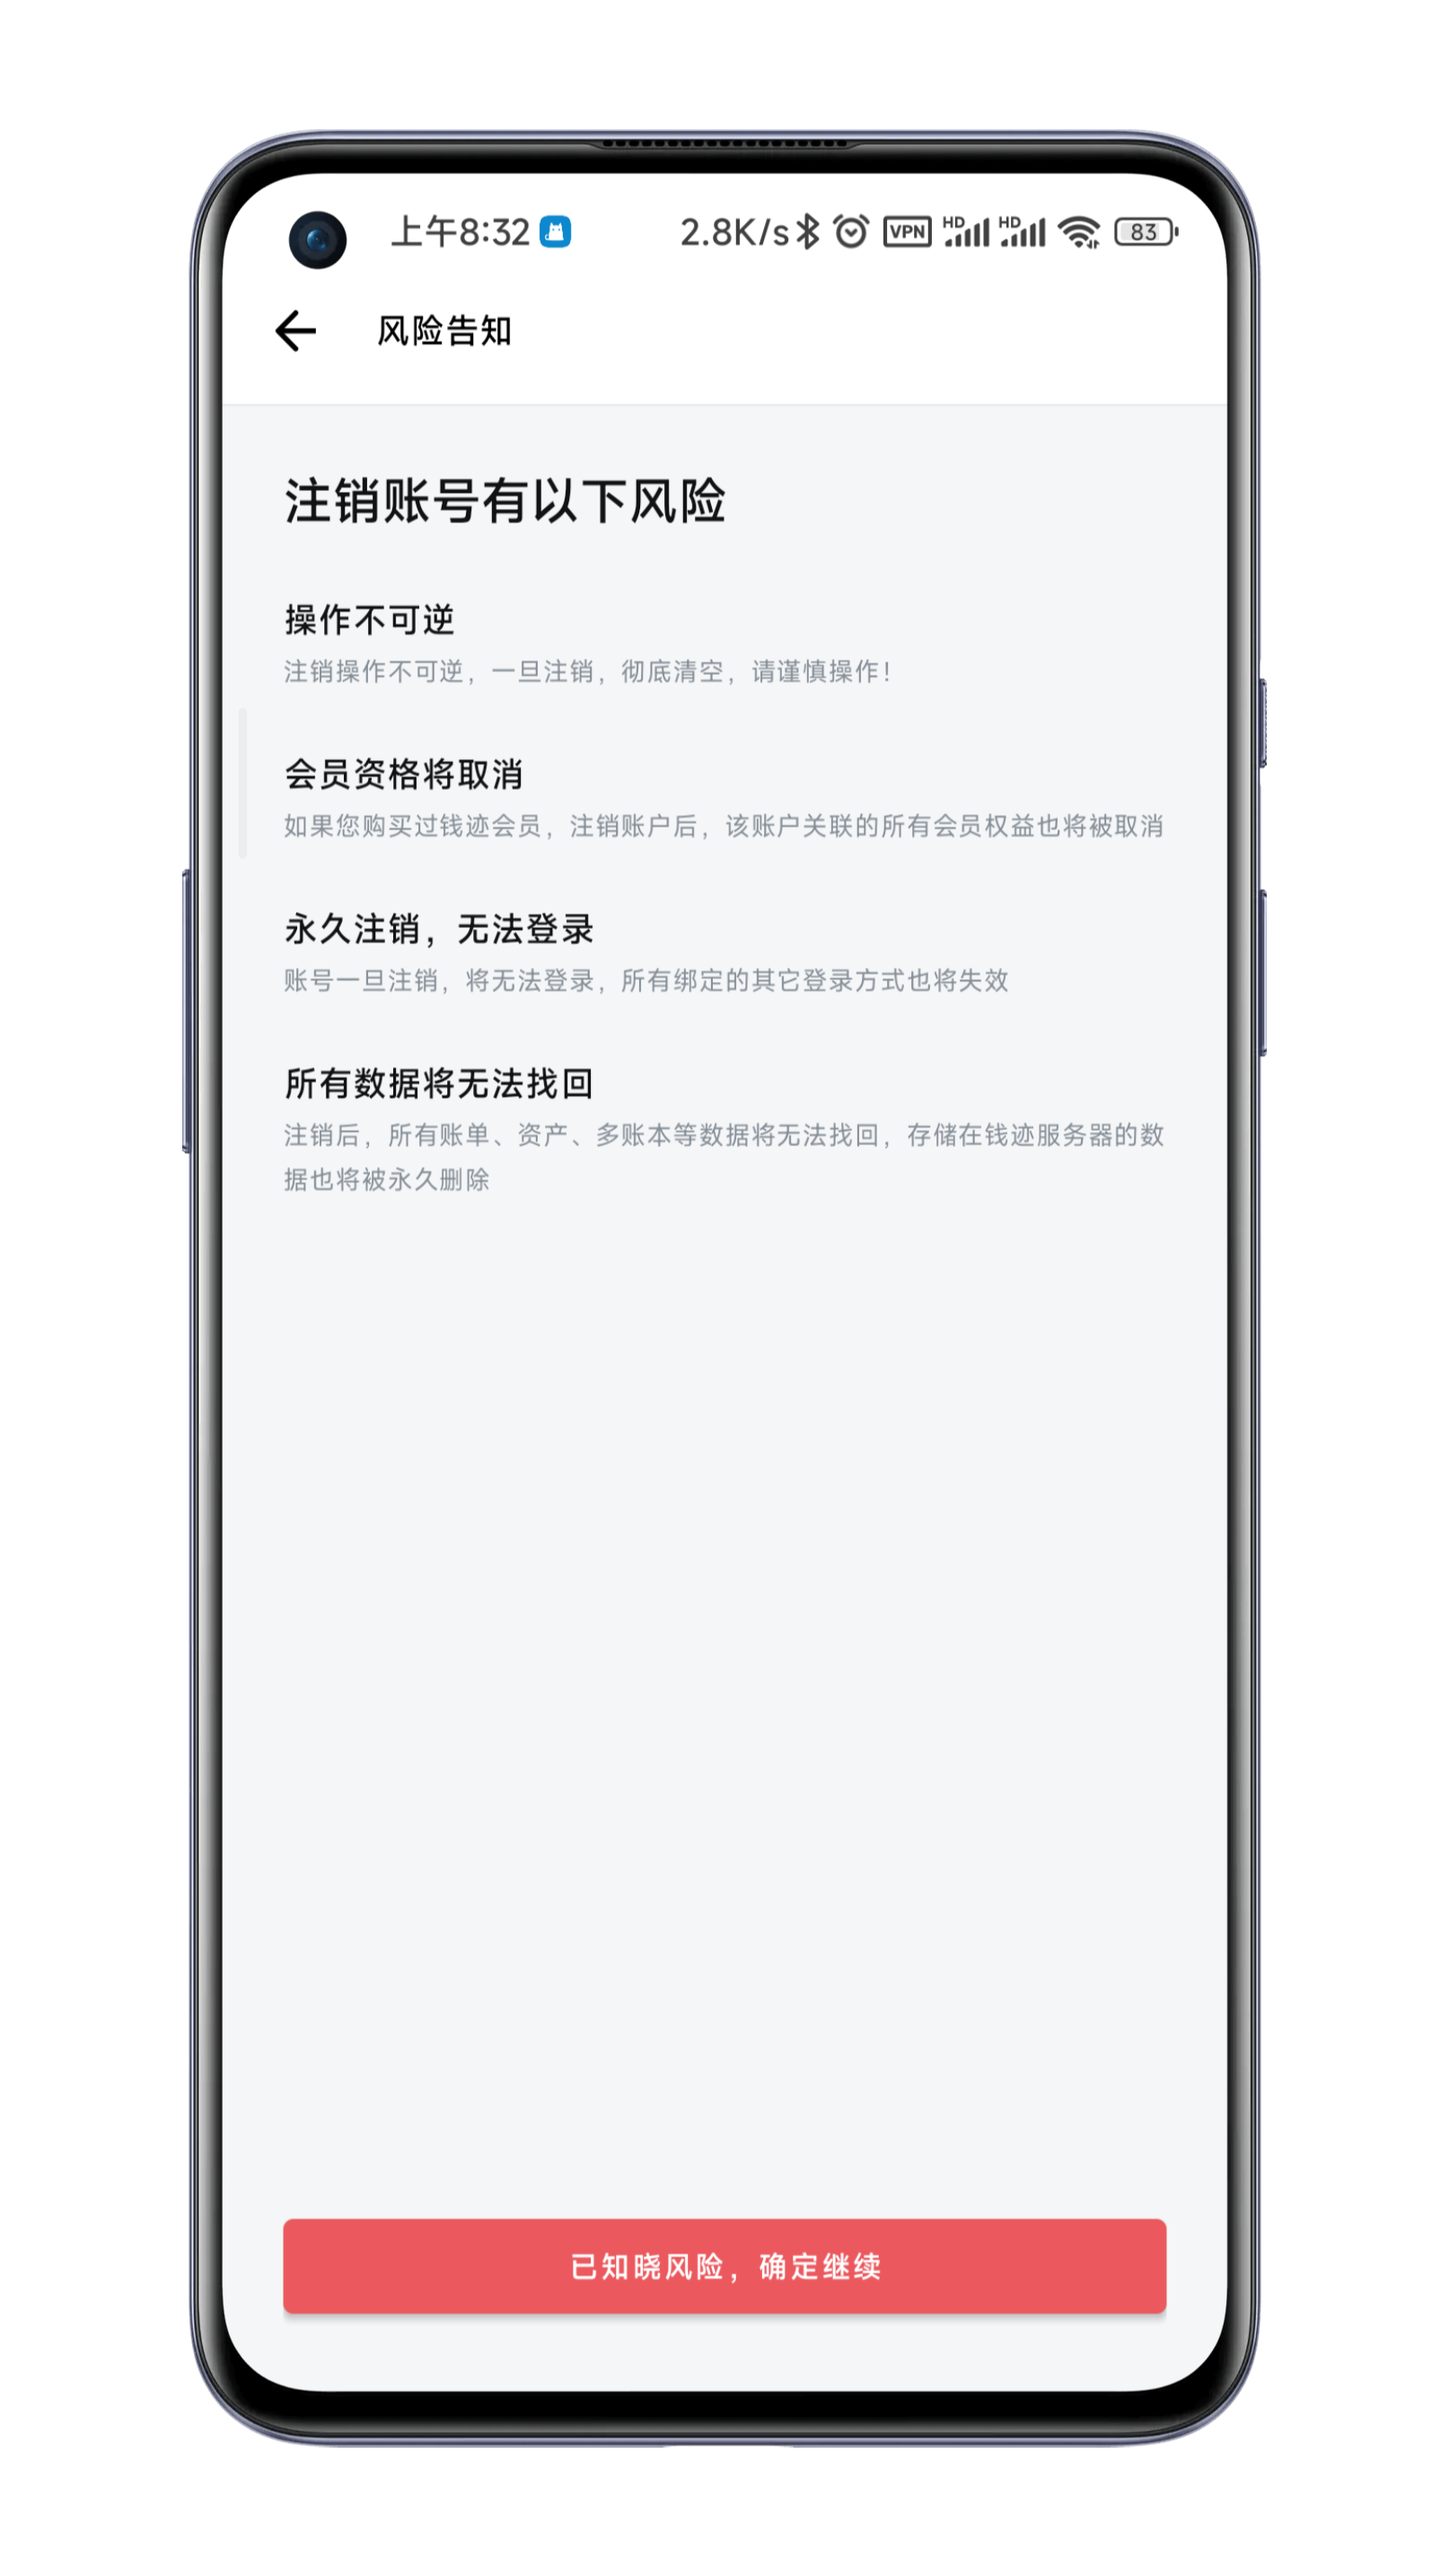 上午8:32
2.8K/s
VPN
HD
HD
83
风险告知
注销账号有以下风险
操作不可逆
注销操作不可逆，一旦注销，彻底清空，请谨慎操作！
会员资格将取消
如果您购买过钱迹会员，注销账户后，该账户关联的所有会员权益也将被取消
永久注销，无法登录
账号一旦注销，将无法登录，所有绑定的其它登录方式也将失效
所有数据将无法找回
注销后，所有账单、资产、多账本等数据将无法找回，存储在钱迹服务器的数
据也将被永久删除
已知晓风险，确定继续